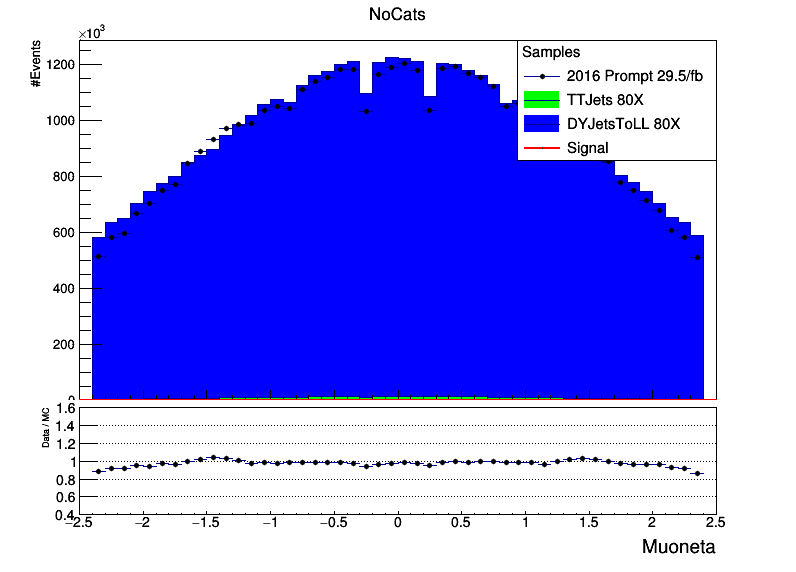 NoCats
×10³
#Events
1200
1000
800
600
400
200
0
Samples
2016 Prompt 29.5/fb
TTJets 80X
DYJetsToLL 80X
Signal
Data / MC
1.6
1.4
1.2
1
0.8
0.6
0.4
−2.5 −2 −1.5 −1 −0.5 0 0.5 1 1.5 2 2.5
Muoneta